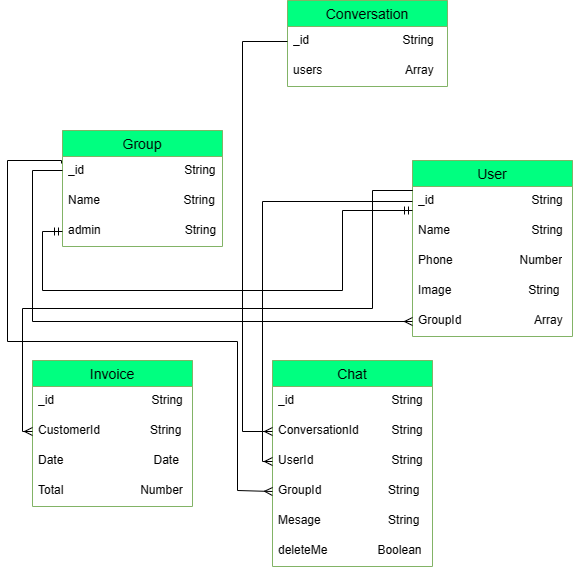 Conversation
_id String
users Array
Group
_id String
Name String
admin String
User
_id String
Name String
Phone Number
Image String
GroupId Array
Invoice
_id String
CustomerId String
Date Date
Total Number
Chat
_id String
ConversationId String
UserId String
GroupId String
Mesage String
deleteMe Boolean